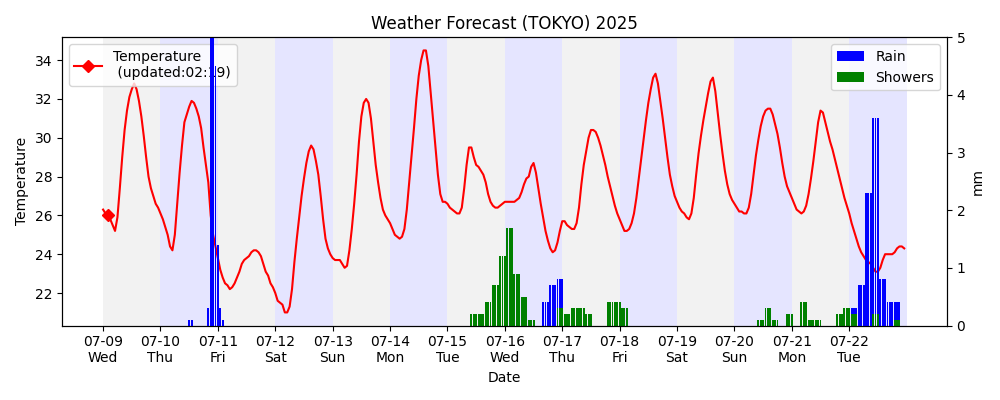 Weather Forecast (TOKYO) 2025
Temperature
(updated:02:19)
Rain
Showers
34
32
30
28
26
24
22
Temperature
5
4
3
2
1
0
mm
07-09 07-10 07-11 07-12 07-13 07-14 07-15 07-16 07-17 07-18 07-19 07-20 07-21 07-22
Wed Thu Fri Sat Sun Mon Tue Wed Thu Fri Sat Sun Mon Tue
Date